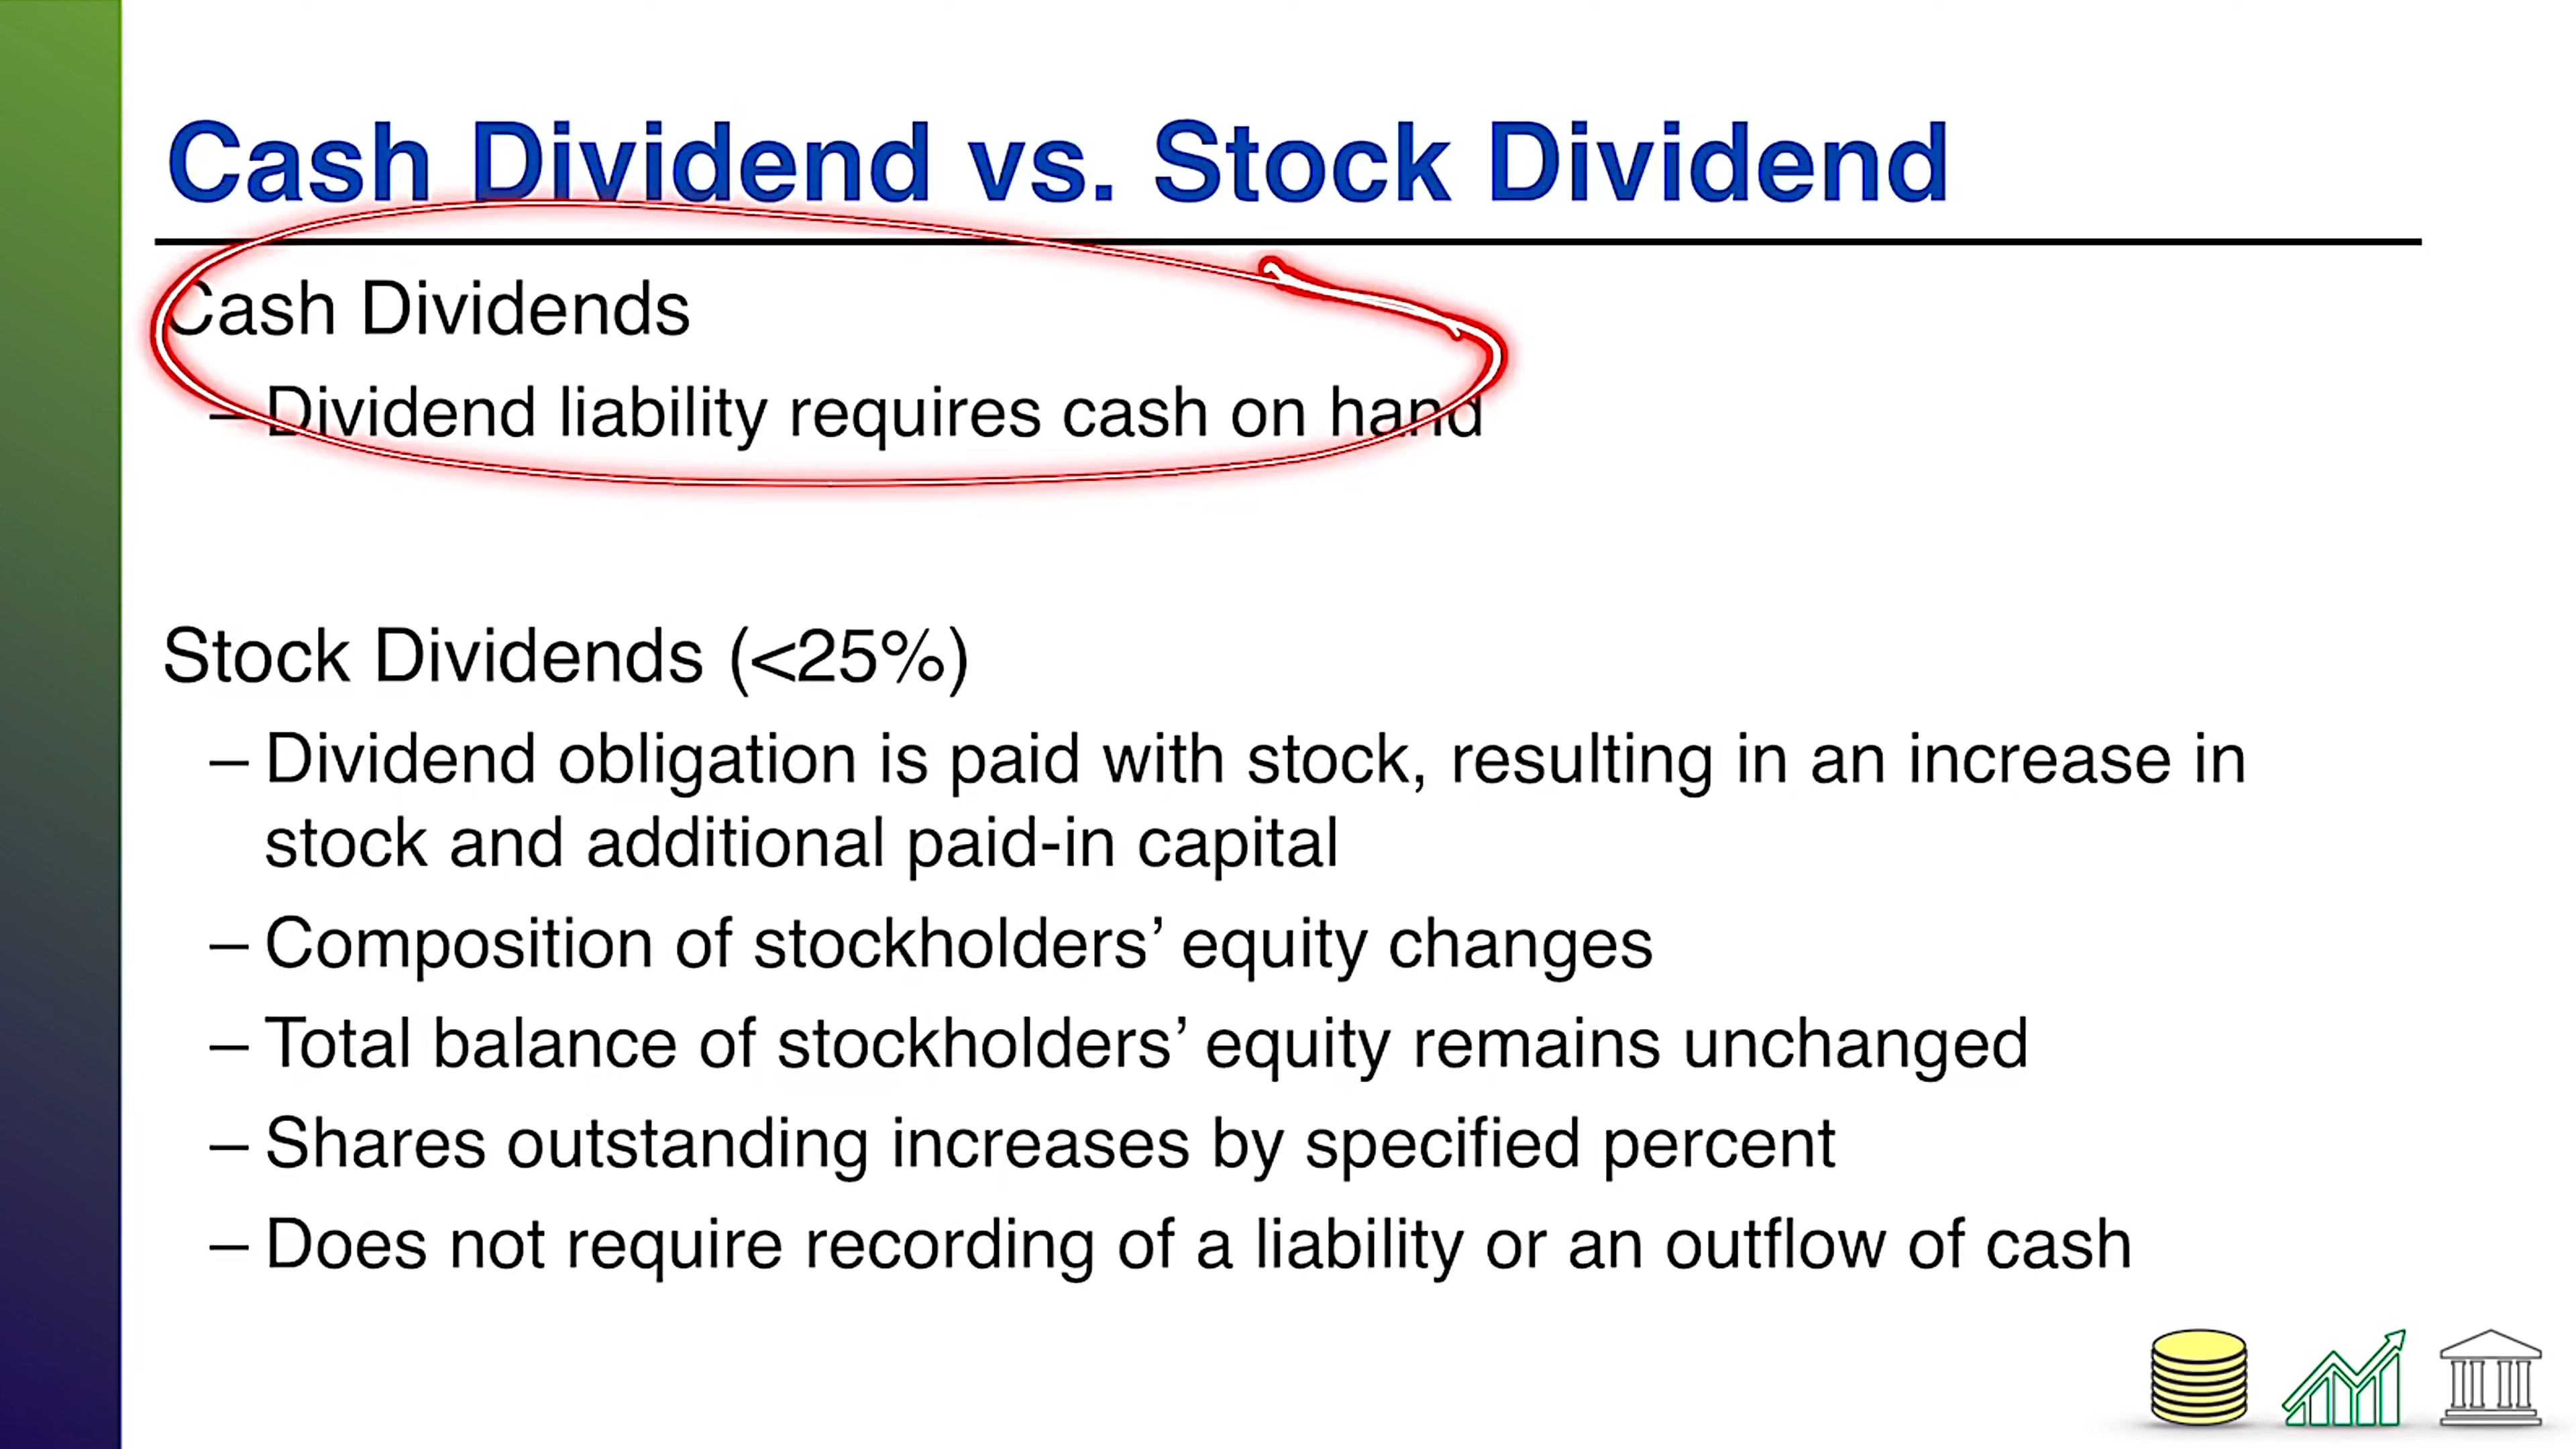 Cash Dividend vs. Stock Dividend
Cash Dividends
– Dividend liability requires cash on hand
Stock Dividends (<25%)
– Dividend obligation is paid with stock, resulting in an increase in
stock and additional paid-in capital
– Composition of stockholders’ equity changes
– Total balance of stockholders’ equity remains unchanged
– Shares outstanding increases by specified percent
– Does not require recording of a liability or an outflow of cash